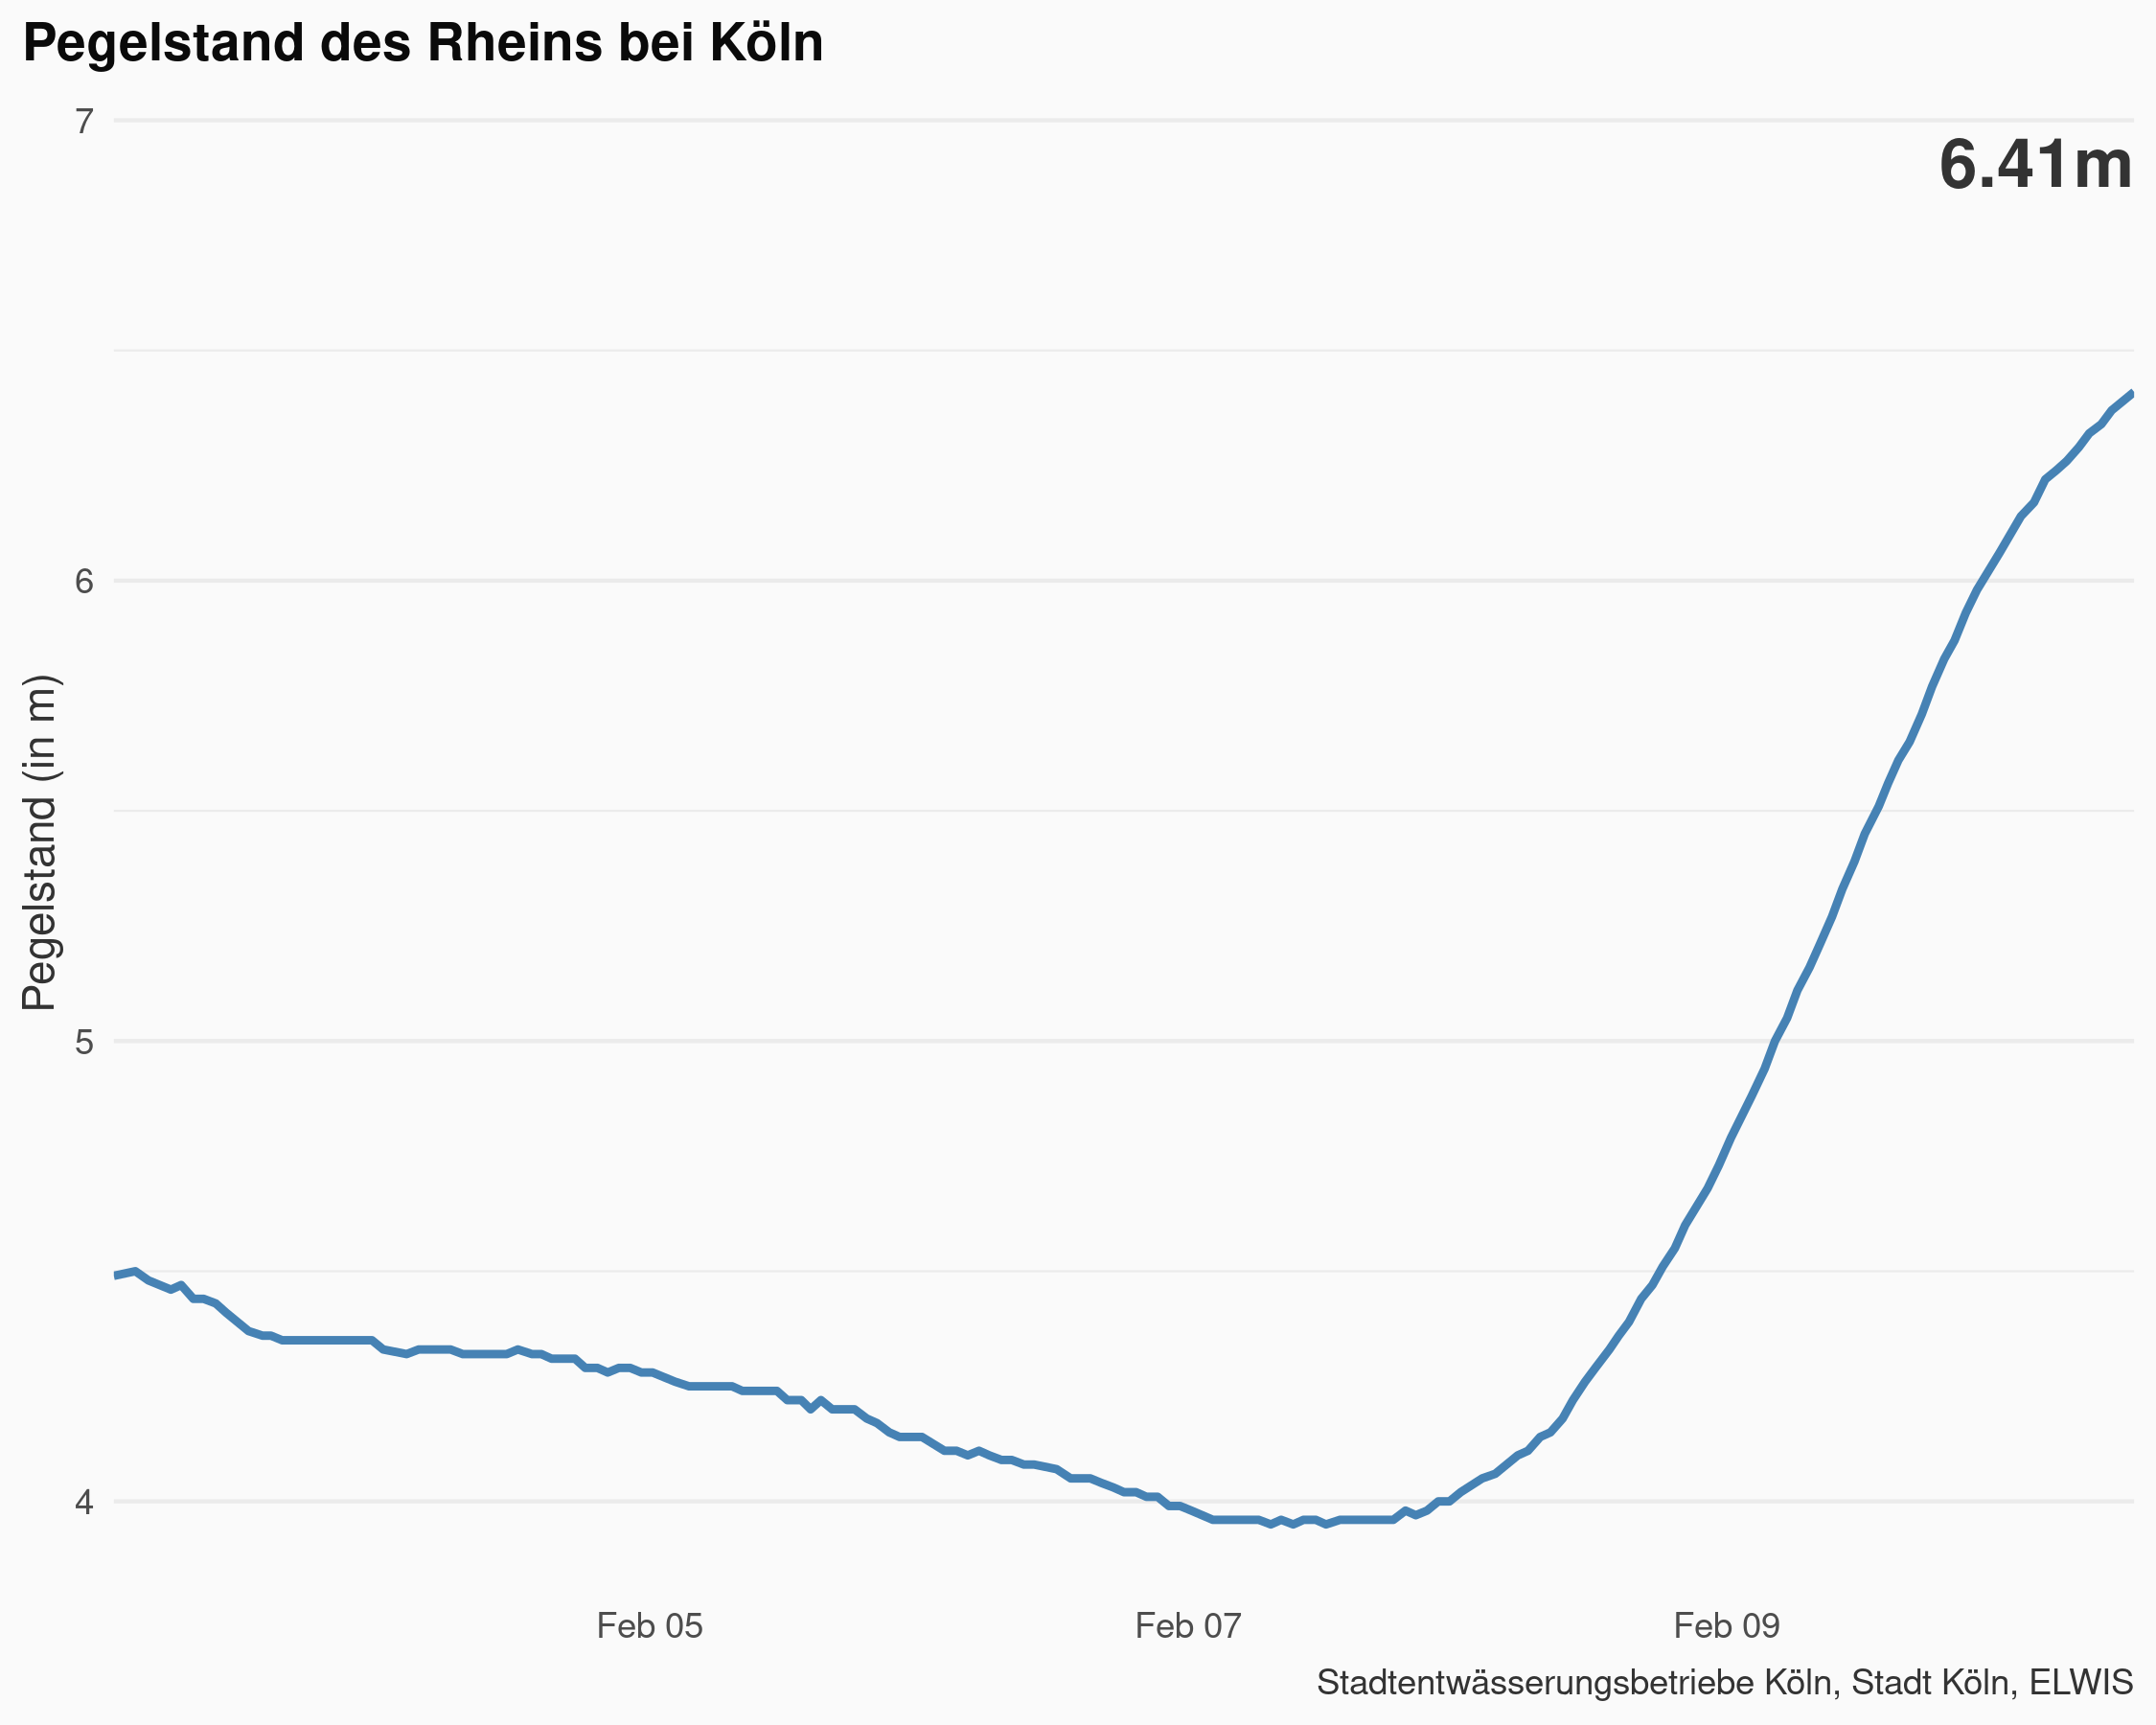 Pegelstand des Rheins bei Köln
7
6.41m
6
Pegelstand (in m)
5
4
Feb 05 Feb 07 Feb 09
Stadtentwässerungsbetriebe Köln, Stadt Köln, ELWIS